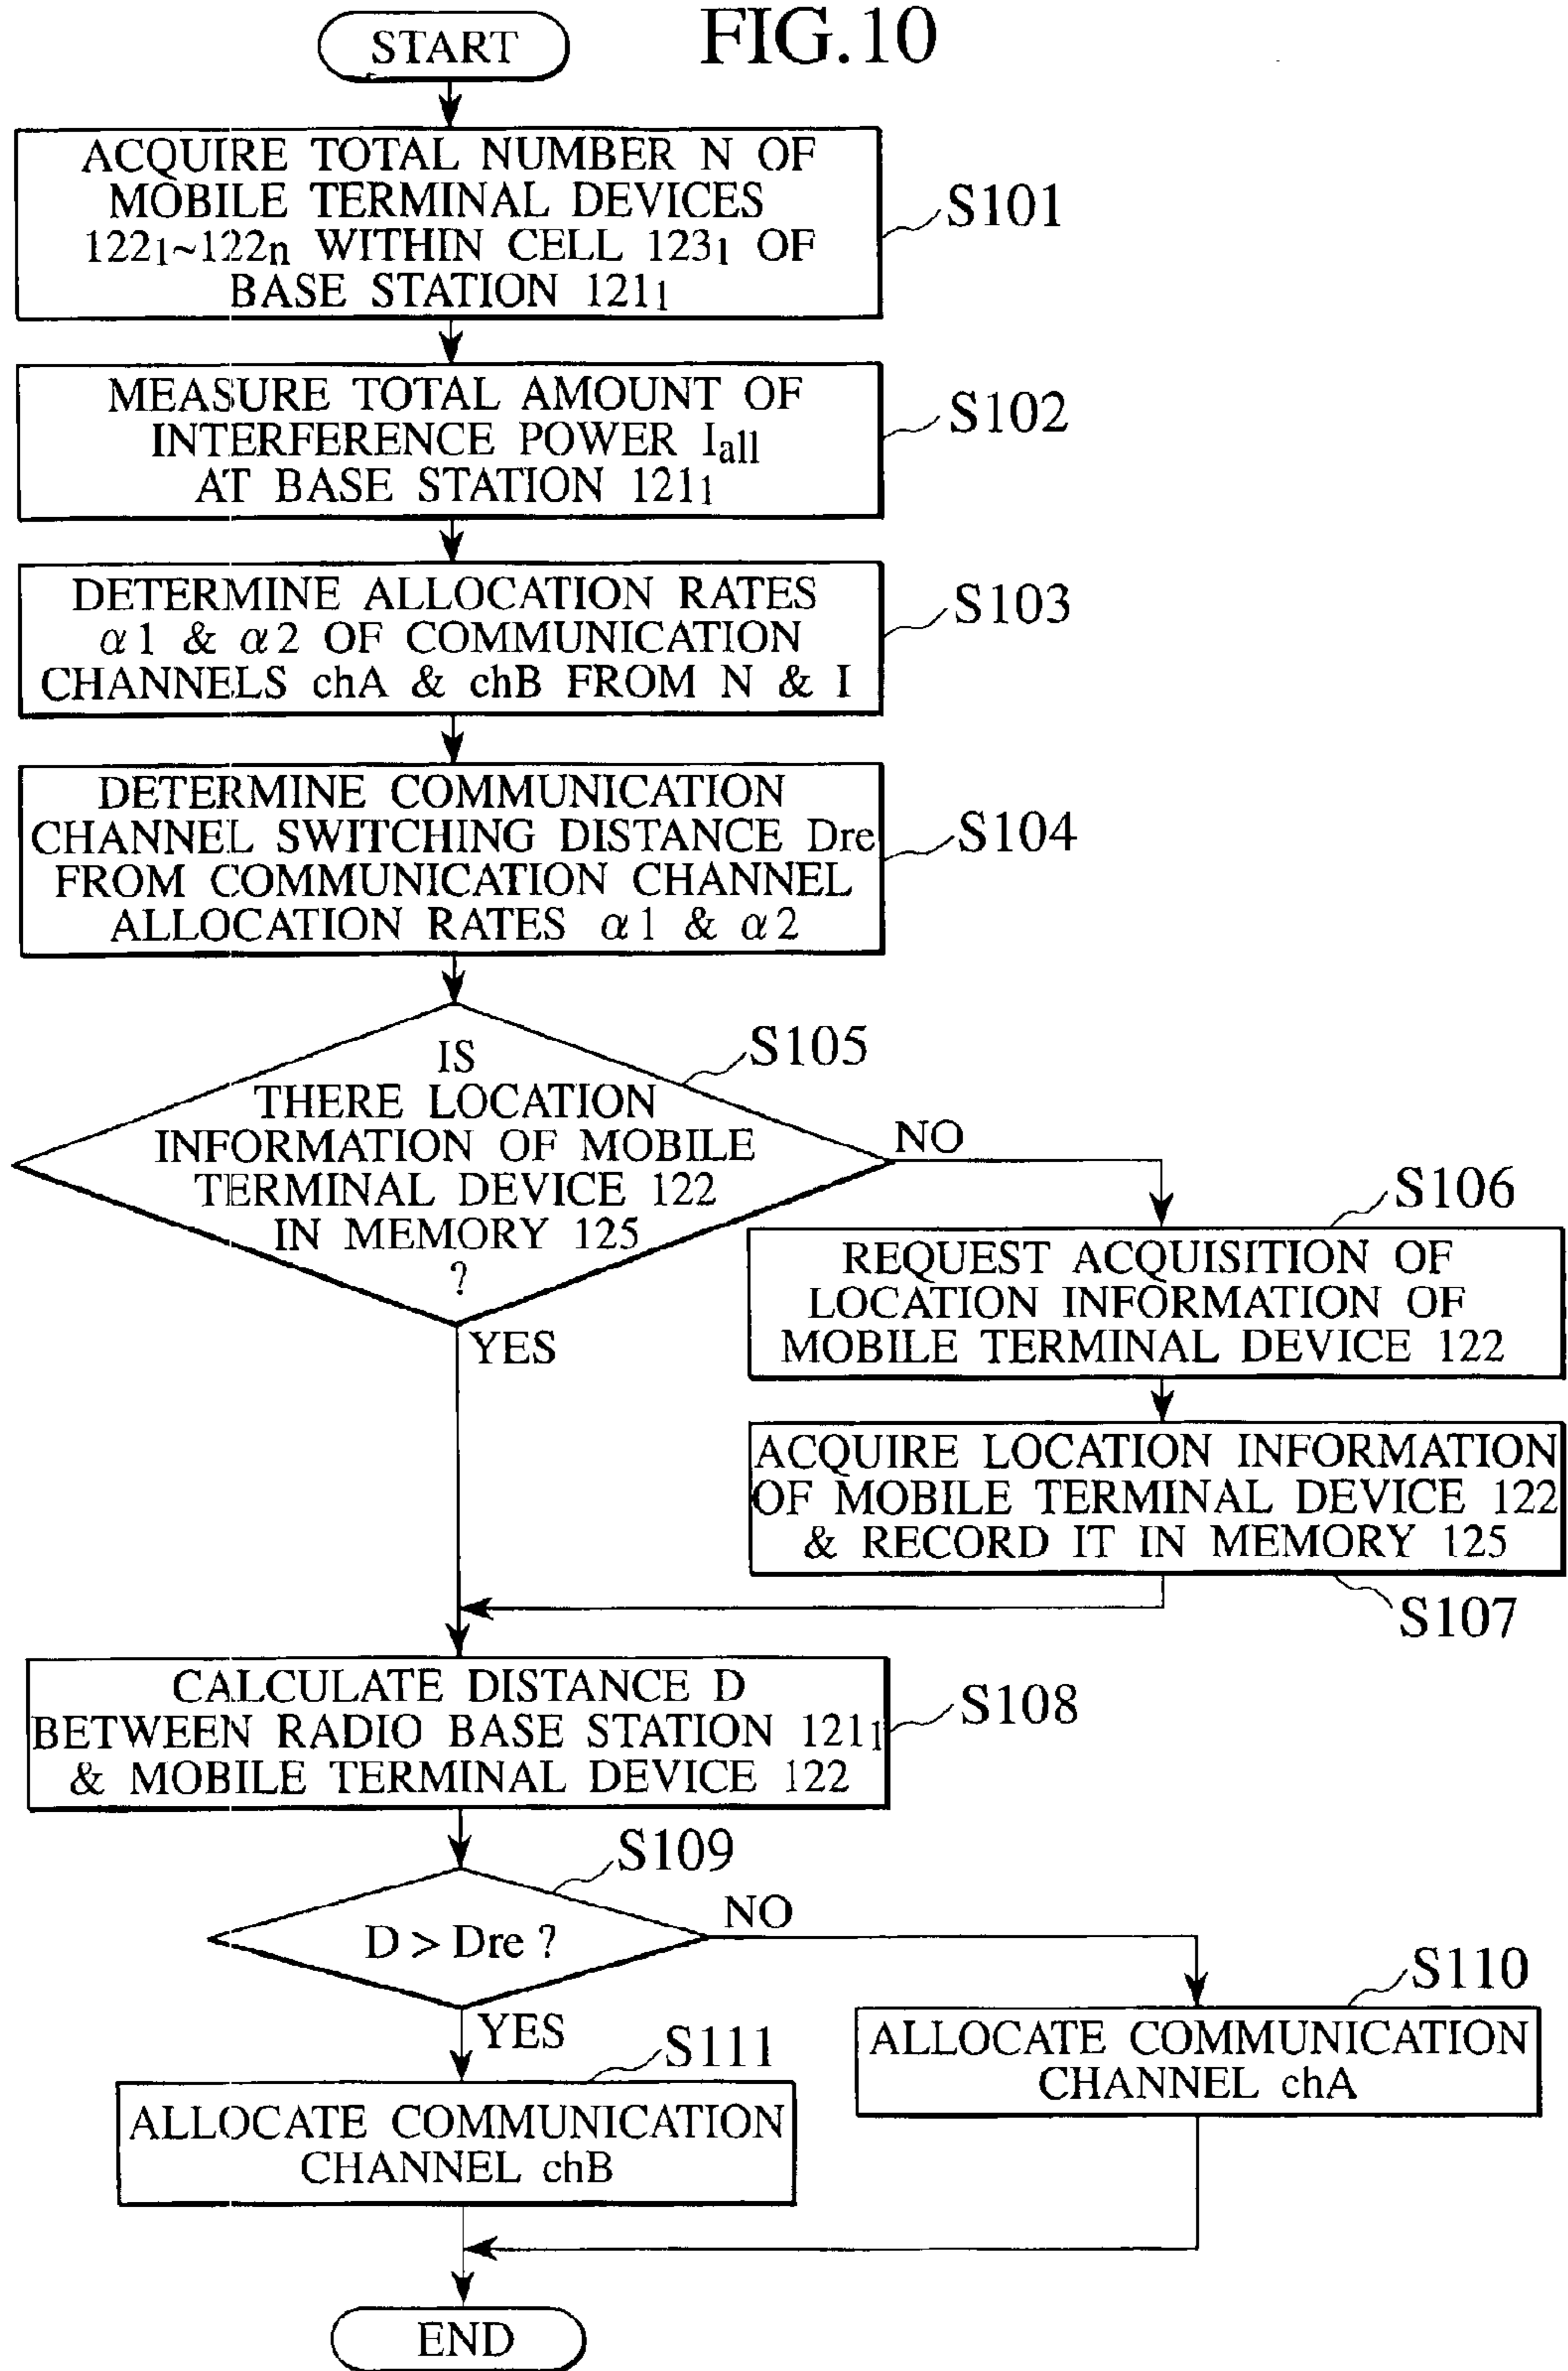 FIG.10
START
ACQUIRE TOTAL NUMBER N OF
MOBILE TERMINAL DEVICES
122₁~122n WITHIN CELL 123₁ OF
BASE STATION 121₁
S101
MEASURE TOTAL AMOUNT OF
INTERFERENCE POWER Iall
AT BASE STATION 121₁
S102
DETERMINE ALLOCATION RATES
α1 & α2 OF COMMUNICATION
CHANNELS chA & chB FROM N & I
S103
DETERMINE COMMUNICATION
CHANNEL SWITCHING DISTANCE Dre
FROM COMMUNICATION CHANNEL
ALLOCATION RATES α1 & α2
S104
IS
THERE LOCATION
INFORMATION OF MOBILE
TERMINAL DEVICE 122
IN MEMORY 125
?
S105
NO
YES
S106
REQUEST ACQUISITION OF
LOCATION INFORMATION OF
MOBILE TERMINAL DEVICE 122
ACQUIRE LOCATION INFORMATION
OF MOBILE TERMINAL DEVICE 122
& RECORD IT IN MEMORY 125
S107
CALCULATE DISTANCE D
BETWEEN RADIO BASE STATION 121₁
& MOBILE TERMINAL DEVICE 122
S108
S109
D > Dre ?
NO
YES
S110
ALLOCATE COMMUNICATION
CHANNEL chA
S111
ALLOCATE COMMUNICATION
CHANNEL chB
END